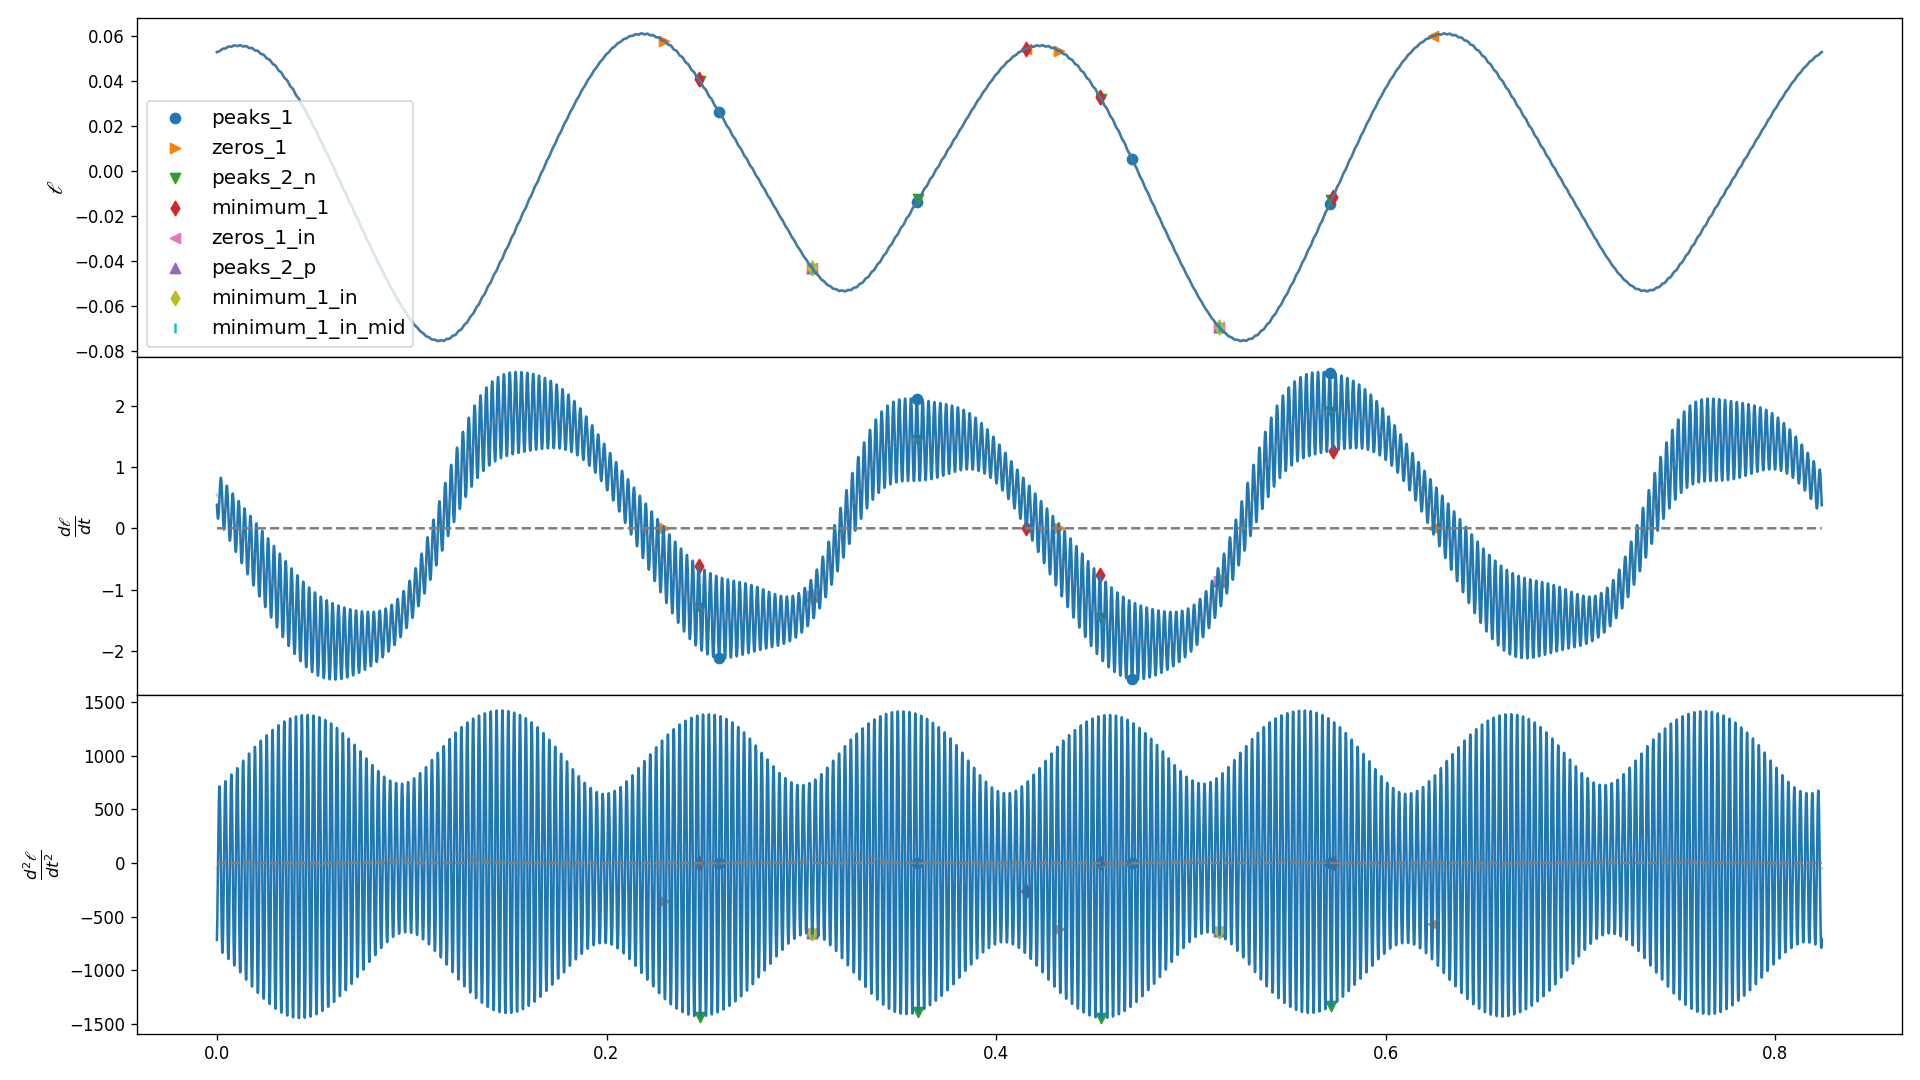 0.06
0.04
0.02
0.00
−0.02
−0.04
−0.06
−0.08
ℓ
peaks_1
zeros_1
peaks_2_n
minimum_1
zeros_1_in
peaks_2_p
minimum_1_in
minimum_1_in_mid
2
1
0
−1
−2
dℓ
dt
1500
1000
500
0
−500
−1000
−1500
d²ℓ
dt²
0.0 0.2 0.4 0.6 0.8